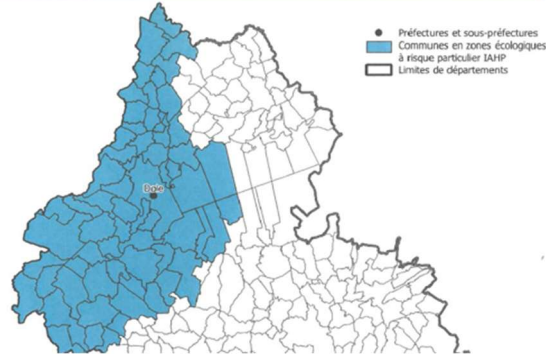 Préfectures et sous-préfectures
Communes en zones écologiques
à risque particulier IAHP
Limites de départements
Dole